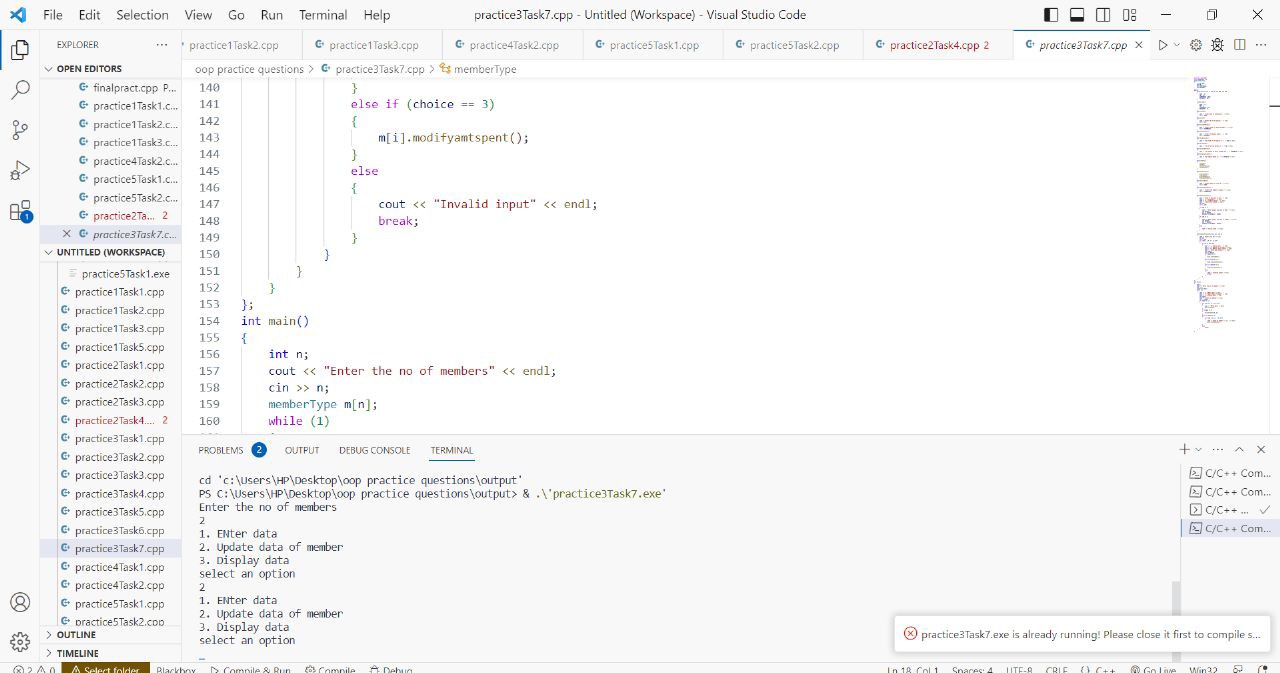 File Edit Selection View Go Run Terminal Help practice3Task7.cpp - Untitled (Workspace) - Visual Studio Code
EXPLORER
practice1Task2.cpp practice1Task3.cpp practice4Task2.cpp practice5Task1.cpp practice5Task2.cpp practice2Task4.cpp 2 practice3Task7.cpp
OPEN EDITORS
finalpract.cpp P...
practice1Task1.c...
practice1Task2.c...
practice1Task3.c...
practice4Task2.c...
practice5Task1.c...
practice5Task2.c...
practice2Ta... 2
practice3Task7.c...
1
UNTITLED (WORKSPACE)
practice5Task1.exe
practice1Task1.cpp
practice1Task2.cpp
practice1Task3.cpp
practice1Task5.cpp
practice2Task1.cpp
practice2Task2.cpp
practice2Task3.cpp
practice2Task4.... 2
practice3Task1.cpp
practice3Task2.cpp
practice3Task3.cpp
practice3Task4.cpp
practice3Task5.cpp
practice3Task6.cpp
practice3Task7.cpp
practice4Task1.cpp
practice4Task2.cpp
practice5Task1.cpp
practice5Task2.cpp
OUTLINE
TIMELINE
oop practice questions > practice3Task7.cpp > memberType
140 }
141 else if (choice == 3)
142 {
143 m[i].modifyamtspent();
144 }
145 else
146 {
147 cout << "Invalid inpur" << endl;
148 break;
149 }
150
151 }
152 }
153 };
154 int main()
155 {
156 int n;
157 cout << "Enter the no of members" << endl;
158 cin >> n;
159 memberType m[n];
160 while (1)
PROBLEMS 2 OUTPUT DEBUG CONSOLE TERMINAL
cd 'c:\Users\HP\Desktop\oop practice questions\output'
PS C:\Users\HP\Desktop\oop practice questions\output> & .\'practice3Task7.exe'
Enter the no of members
2
1. ENter data
2. Update data of member
3. Display data
select an option
2
1. ENter data
2. Update data of member
3. Display data
select an option
C/C++ Com...
C/C++ Com...
C/C++ ...
C/C++ Com...
practice3Task7.exe is already running! Please close it first to compile s...
2 0 Select folder Blackbox Compile & Run Compile Debug Ln 18, Col 1 Spaces: 4 UTF-8 CRLF {} C++ Go Live Win32